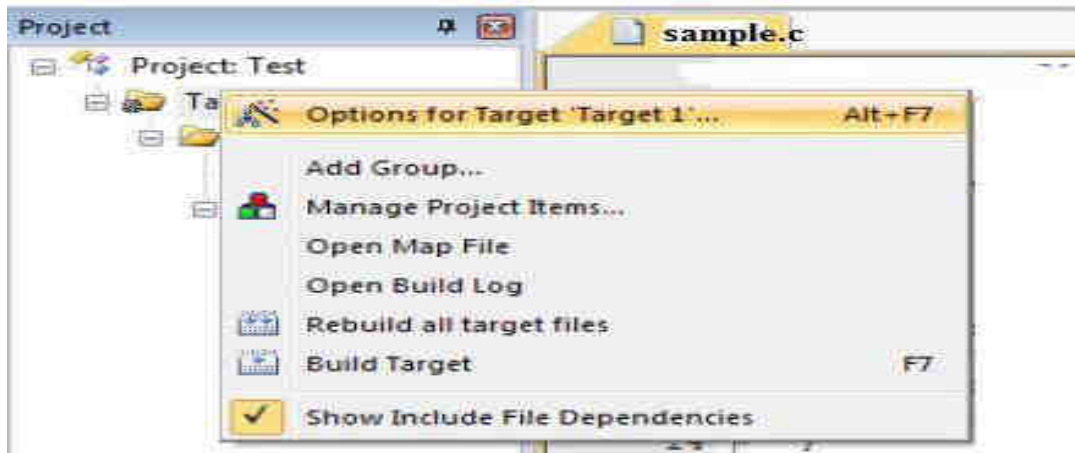 Project
sample.c
Project: Test
Ta
Options for Target 'Target 1'... Alt+F7
Add Group...
Manage Project Items...
Open Map File
Open Build Log
Rebuild all target files
Build Target F7
Show Include File Dependencies